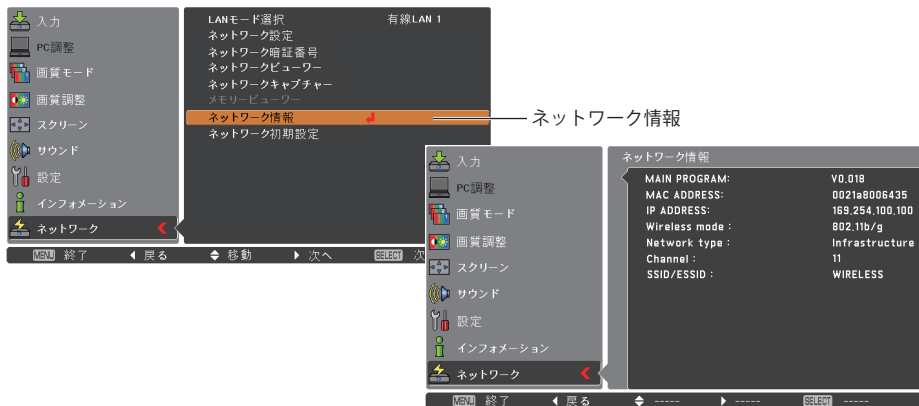 入力
PC調整
画質モード
画質調整
スクリーン
サウンド
設定
インフォメーション
ネットワーク
LANモード選択 有線LAN 1
ネットワーク設定
ネットワーク暗証番号
ネットワークビューワー
ネットワークキャプチャー
メモリービューワー
ネットワーク情報
ネットワーク初期設定
MENU 終了 戻る 移動 次へ SELECT 次
ネットワーク情報
入力
PC調整
画質モード
画質調整
スクリーン
サウンド
設定
インフォメーション
ネットワーク
ネットワーク情報
MAIN PROGRAM: V0.018
MAC ADDRESS: 0021a8006435
IP ADDRESS: 169.254.100.100
Wireless mode : 802.11b/g
Network type : Infrastructure
Channel : 11
SSID/ESSID : WIRELESS
MENU 終了 戻る ----- ----- SELECT -----